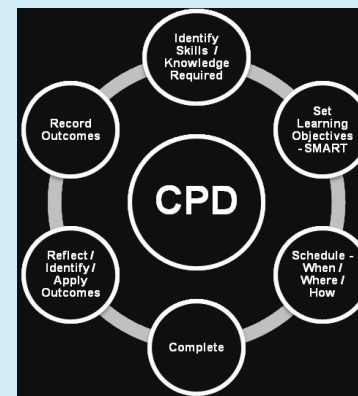 Identify
Skills /
Knowledge
Required
Set
Learning
Objectives
- SMART
Schedule -
When /
Where /
How
Complete
Reflect /
Identify /
Apply
Outcomes
Record
Outcomes
CPD